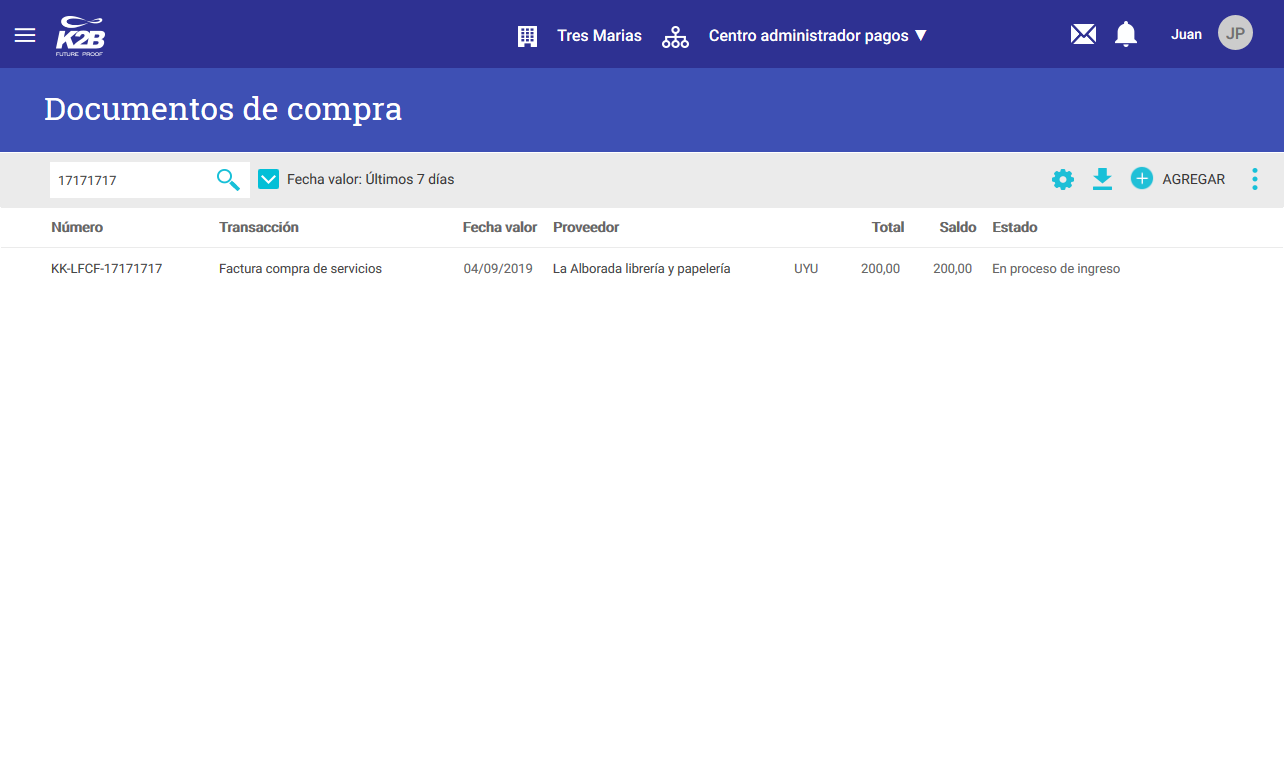 K2B
FUTURE PROOF
Tres Marias Centro administrador pagos ▼ Juan JP
Documentos de compra
17171717 Fecha valor: Últimos 7 días AGREGAR
Número Transacción Fecha valor Proveedor Total Saldo Estado
KK-LFCF-17171717 Factura compra de servicios 04/09/2019 La Alborada librería y papelería UYU 200,00 200,00 En proceso de ingreso